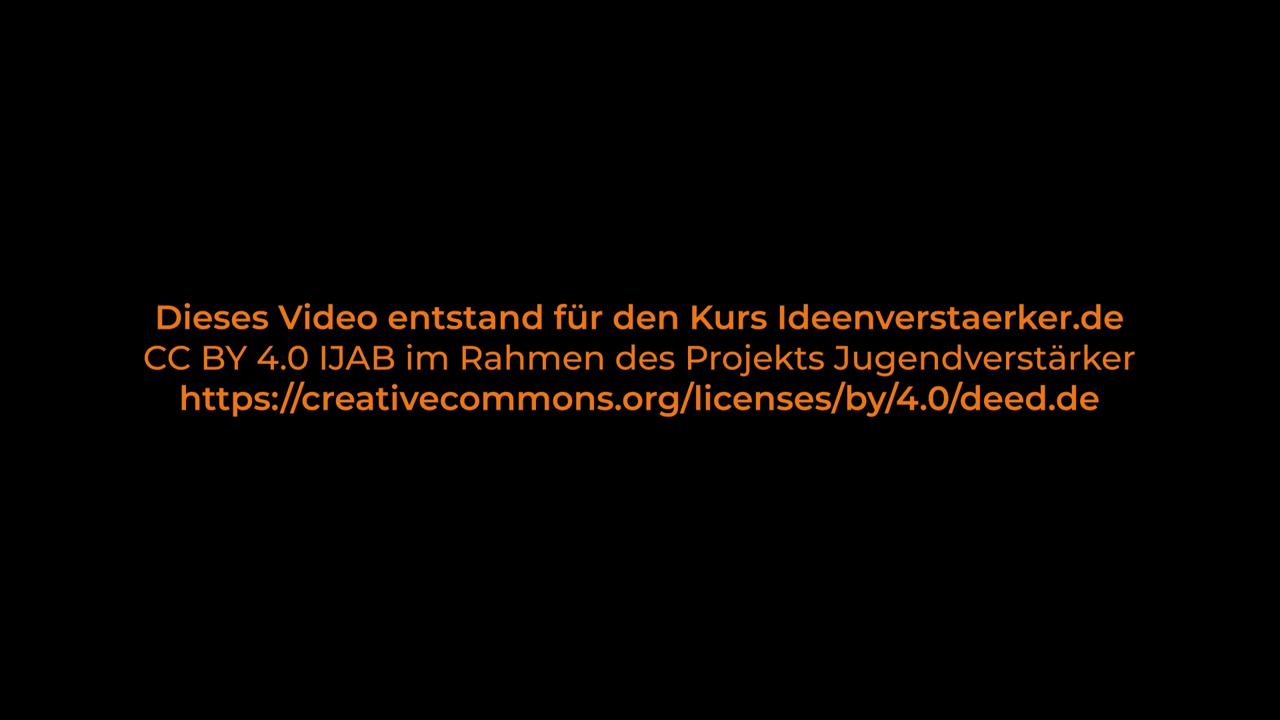 Dieses Video entstand für den Kurs Ideenverstaerker.de
CC BY 4.0 IJAB im Rahmen des Projekts Jugendverstärker
https://creativecommons.org/licenses/by/4.0/deed.de